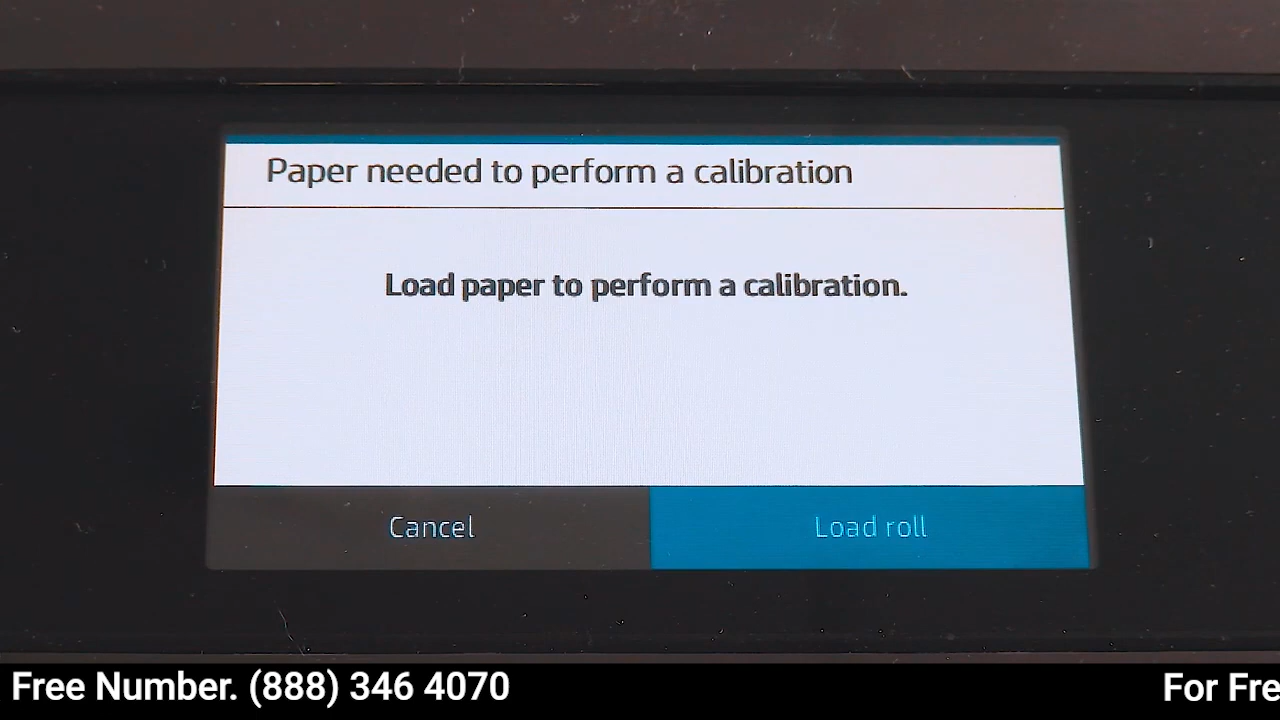 Paper needed to perform a calibration
Load paper to perform a calibration.
Cancel
Load roll
Free Number. (888) 346 4070
For Fre